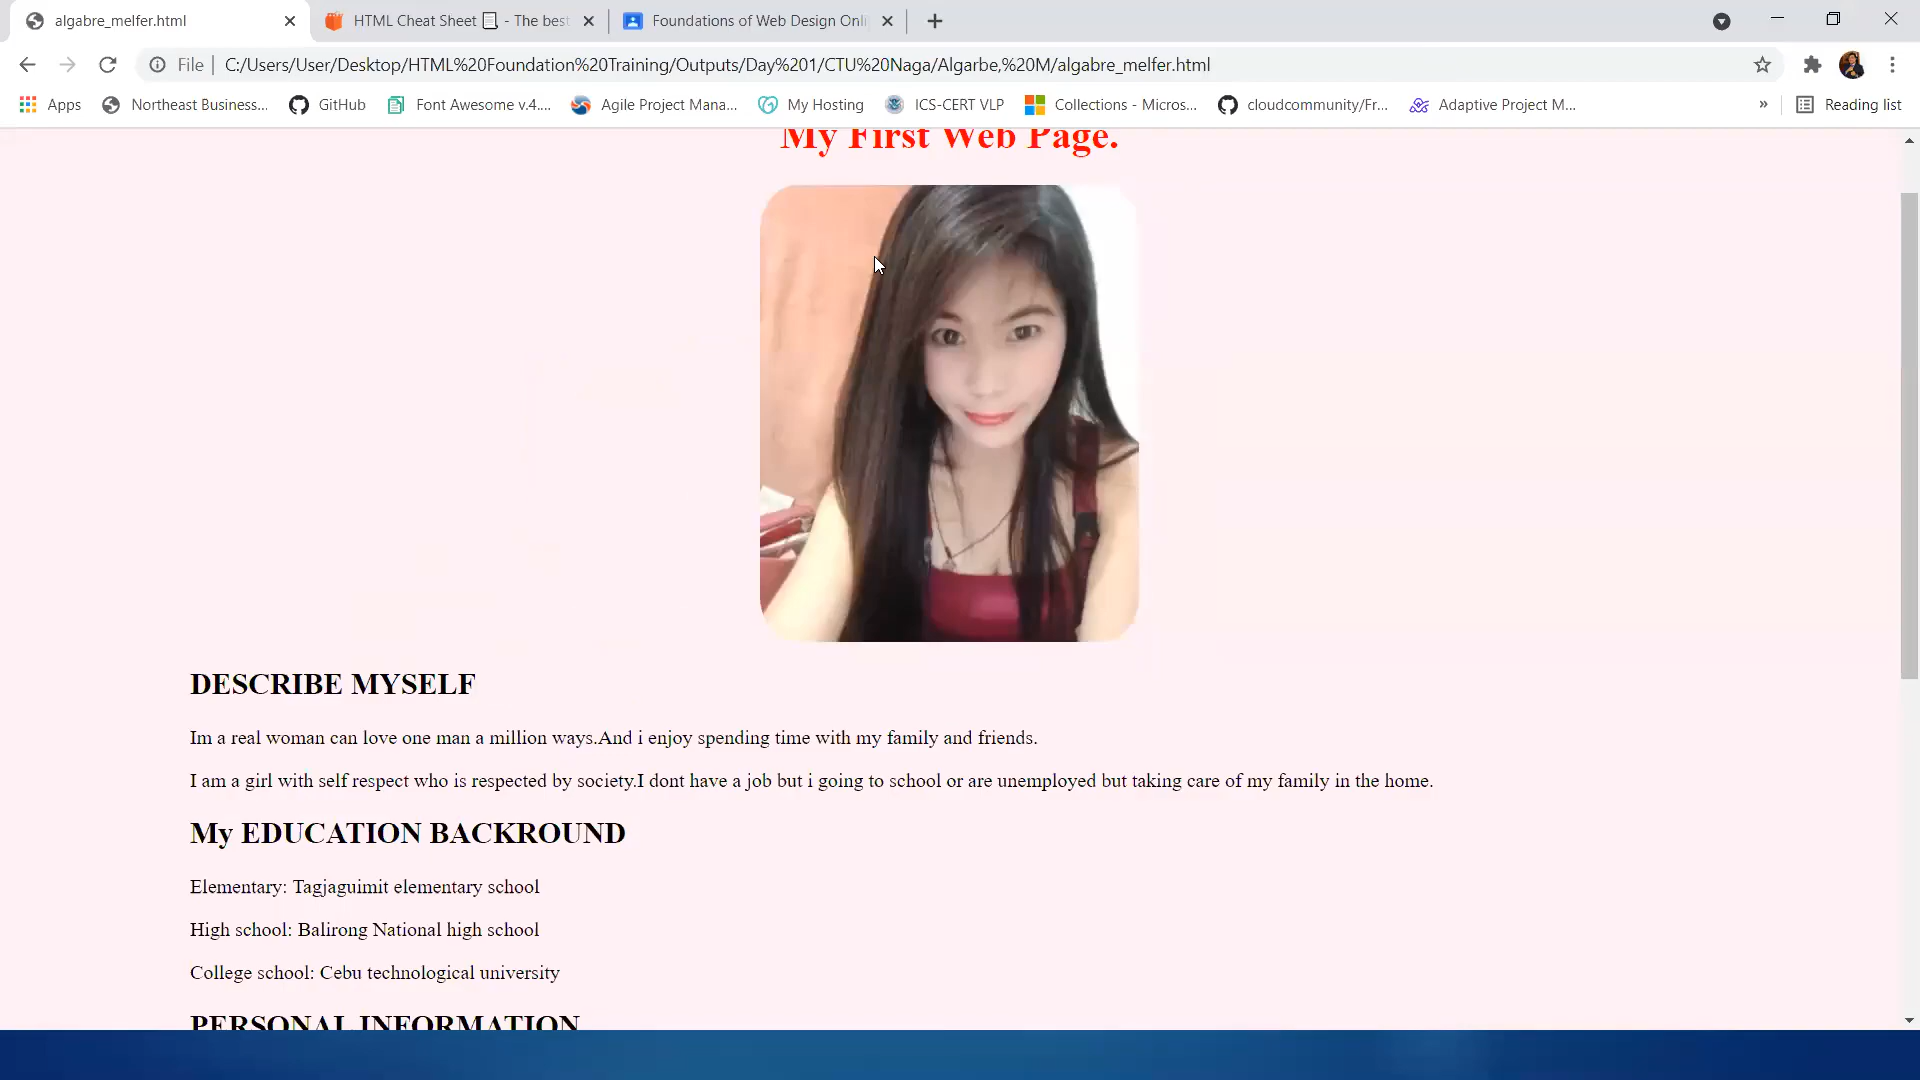 algabre_melfer.html
HTML Cheat Sheet 📃 - The best
Foundations of Web Design Onli
File
C:/Users/User/Desktop/HTML%20Foundation%20Training/Outputs/Day%201/CTU%20Naga/Algarbe,%20M/algabre_melfer.html
Apps
Northeast Business...
GitHub
Font Awesome v.4....
Agile Project Mana...
My Hosting
ICS-CERT VLP
Collections - Micros...
cloudcommunity/Fr...
Adaptive Project M...
»
Reading list
My First Web Page.
DESCRIBE MYSELF
Im a real woman can love one man a million ways.And i enjoy spending time with my family and friends.
I am a girl with self respect who is respected by society.I dont have a job but i going to school or are unemployed but taking care of my family in the home.
My EDUCATION BACKROUND
Elementary: Tagjaguimit elementary school
High school: Balirong National high school
College school: Cebu technological university
PERSONAL INFORMATION